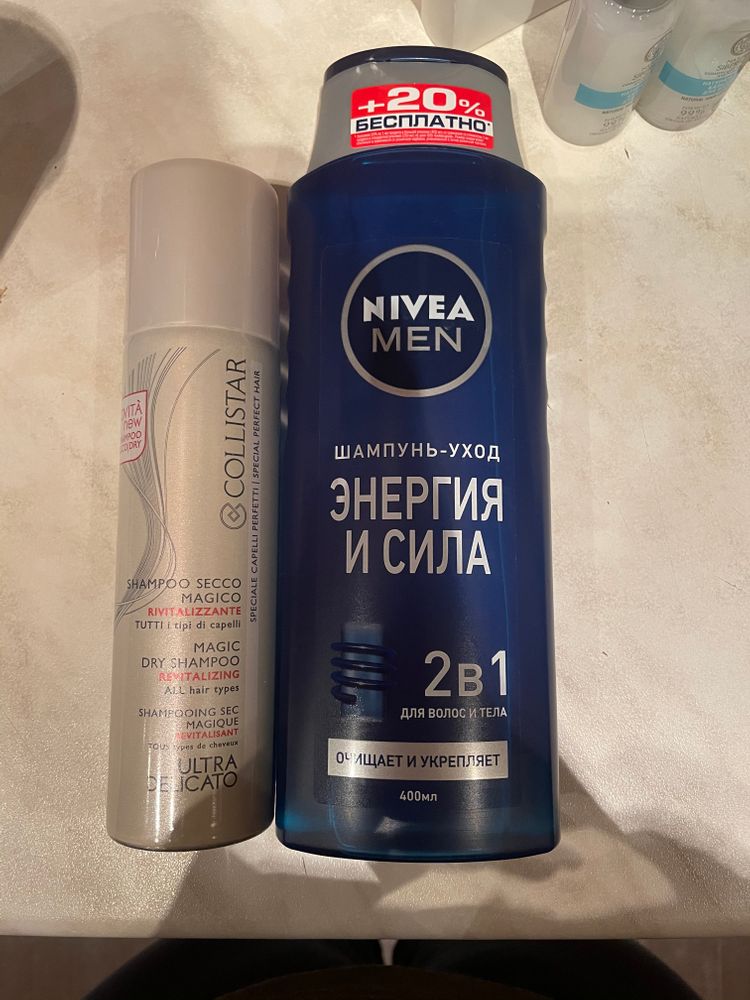 +20%
БЕСПЛАТНО*
NIVEA
MEN
ШАМПУНЬ-УХОД
ЭНЕРГИЯ
И СИЛА
2в1
ДЛЯ ВОЛОС И ТЕЛА
ОЧИЩАЕТ И УКРЕПЛЯЕТ
400мл
new
COLLISTAR
SPECIALE CAPELLI PERFETTI | SPECIAL PERFECT HAIR
SHAMPOO SECCO
MAGICO
RIVITALIZZANTE
TUTTI i tipi di capelli
MAGIC
DRY SHAMPOO
REVITALIZING
ALL hair types
SHAMPOOING SEC
MAGIQUE
REVITALISANT
TOUS types de cheveux
ULTRA
DELICATO
99%